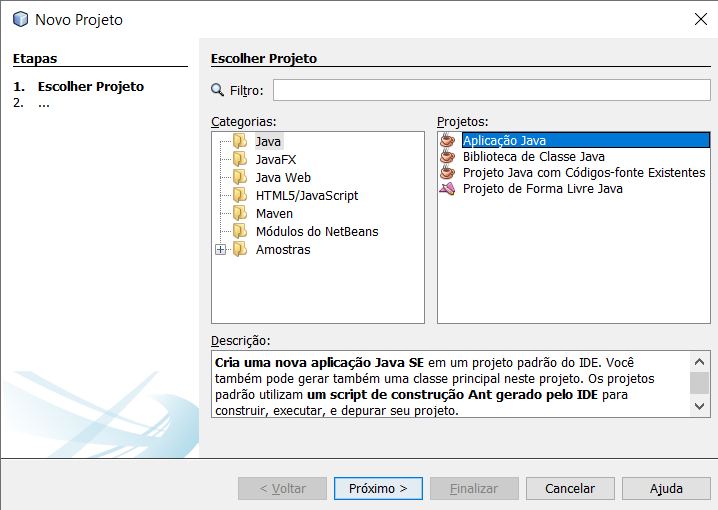 Novo Projeto
Etapas
1. Escolher Projeto
2. ...
Escolher Projeto
Filtro:
Categorias:
Java
JavaFX
Java Web
HTML5/JavaScript
Maven
Módulos do NetBeans
Amostras
Projetos:
Aplicação Java
Biblioteca de Classe Java
Projeto Java com Códigos-fonte Existentes
Projeto de Forma Livre Java
Descrição:
Cria uma nova aplicação Java SE em um projeto padrão do IDE. Você
também pode gerar também uma classe principal neste projeto. Os projetos
padrão utilizam um script de construção Ant gerado pelo IDE para
construir, executar, e depurar seu projeto.
< Voltar
Próximo >
Finalizar
Cancelar
Ajuda